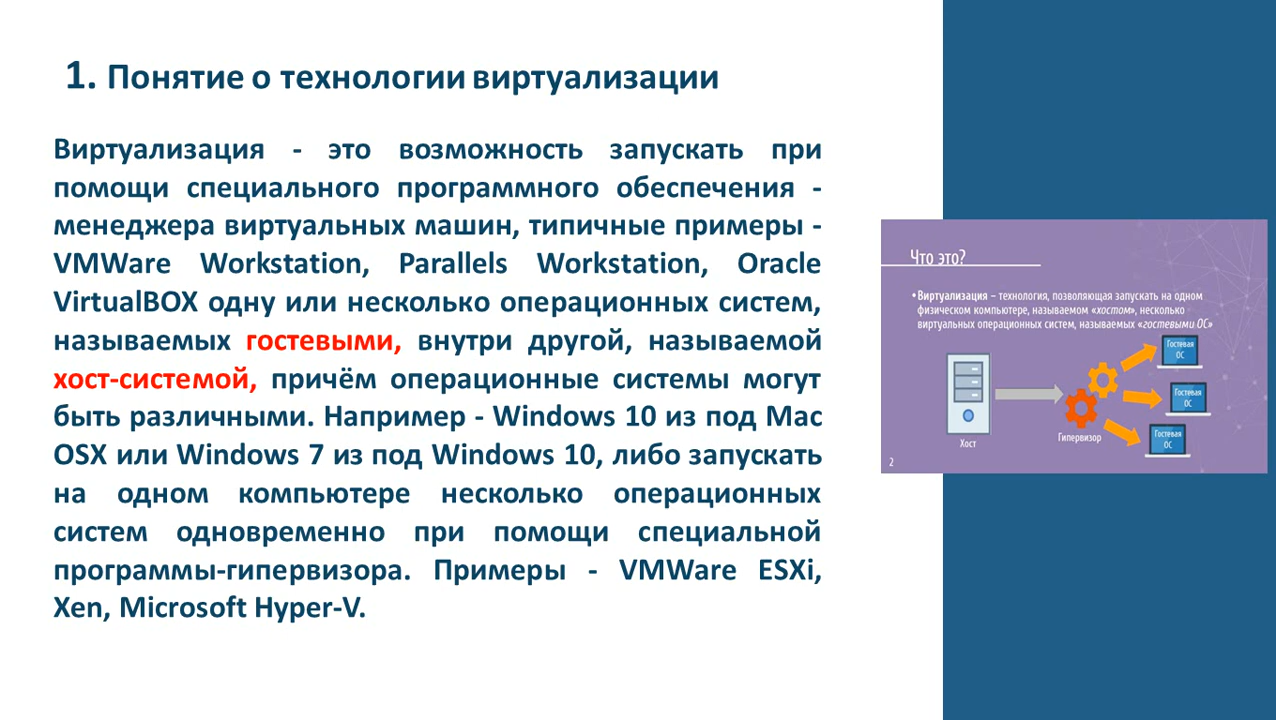 1. Понятие о технологии виртуализации
Виртуализация - это возможность запускать при
помощи специального программного обеспечения -
менеджера виртуальных машин, типичные примеры -
VMWare Workstation, Parallels Workstation, Oracle
VirtualBOX одну или несколько операционных систем,
называемых гостевыми, внутри другой, называемой
хост-системой, причём операционные системы могут
быть различными. Например - Windows 10 из под Mac
OSX или Windows 7 из под Windows 10, либо запускать
на одном компьютере несколько операционных
систем одновременно при помощи специальной
программы-гипервизора. Примеры - VMWare ESXi,
Xen, Microsoft Hyper-V.
Что это?
•Виртуализация – технология, позволяющая запускать на одном
физическом компьютере, называемом «хостом», несколько
виртуальных операционных систем, называемых «гостевыми ОС»
Гостевая
ОС
Гостевая
ОС
Гостевая
ОС
Хост
Гипервизор
2